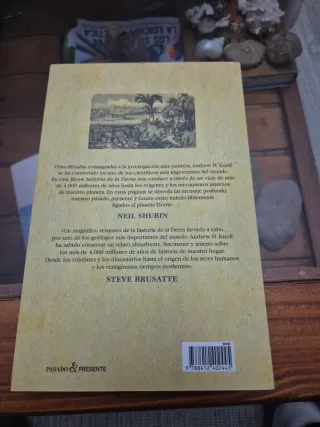 «Tras décadas consagradas a la investigación más puntera, Andrew H. Knoll
se ha convertido en uno de los científicos más importantes del mundo.
En esta Breve historia de la Tierra nos conduce a través de un viaje de más
de 4.000 millones de años hasta los orígenes y los mecanismos internos
de nuestro planeta. En estas páginas se desvela un mensaje profundo:
nuestro pasado, presente y futuro están indefectiblemente
ligados al planeta Tierra»
NEIL SHUBIN
«Un magnífico resumen de la historia de la Tierra llevado a cabo,
por uno de los geólogos más importantes del mundo. Andrew H. Knoll
ha sabido construir un relato absorbente, fascinante y ameno sobre
los más de 4.000 millones de años de historia de nuestro hogar.
Desde los trilobites y los dinosaurios hasta el origen de los seres humanos
y los vertiginosos tiempos modernos».
STEVE BRUSATTE
PASADO & PRESENTE
9 788412 402445